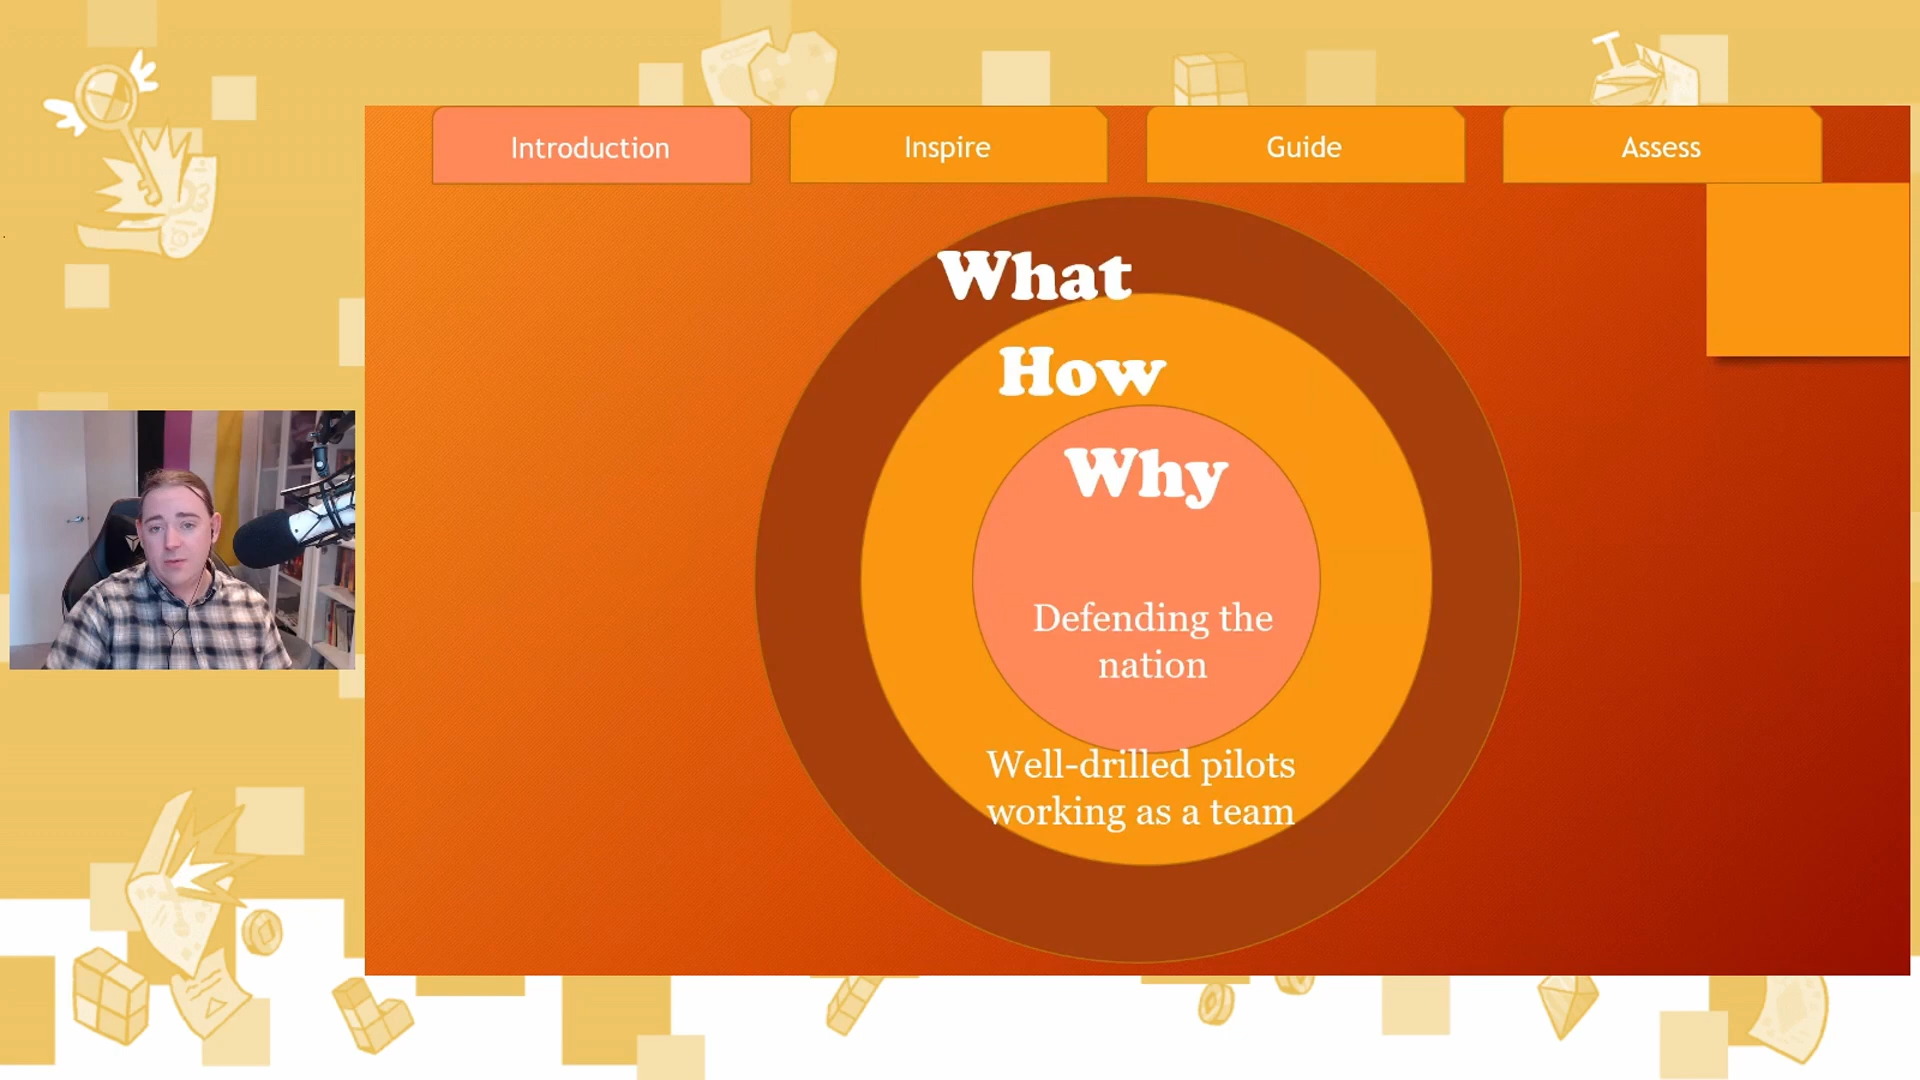 Introduction
Inspire
Guide
Assess
What
How
Why
Defending the
nation
Well-drilled pilots
working as a team